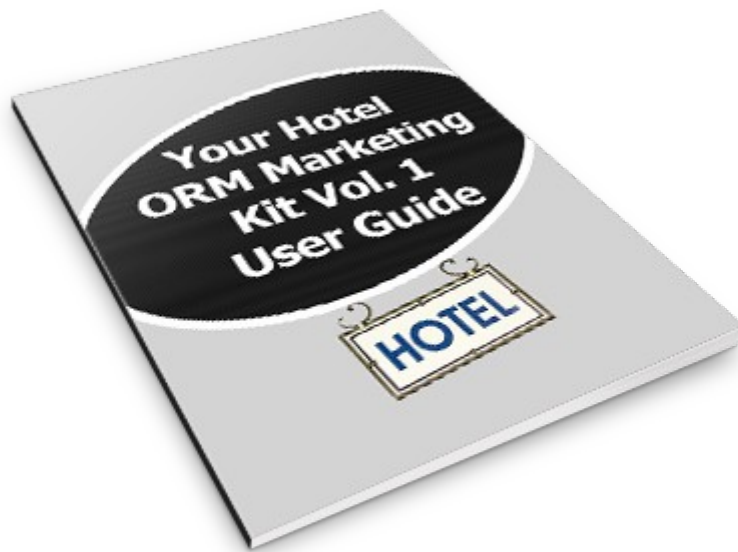 Your Hotel
ORM Marketing
Kit Vol. 1
User Guide
HOTEL